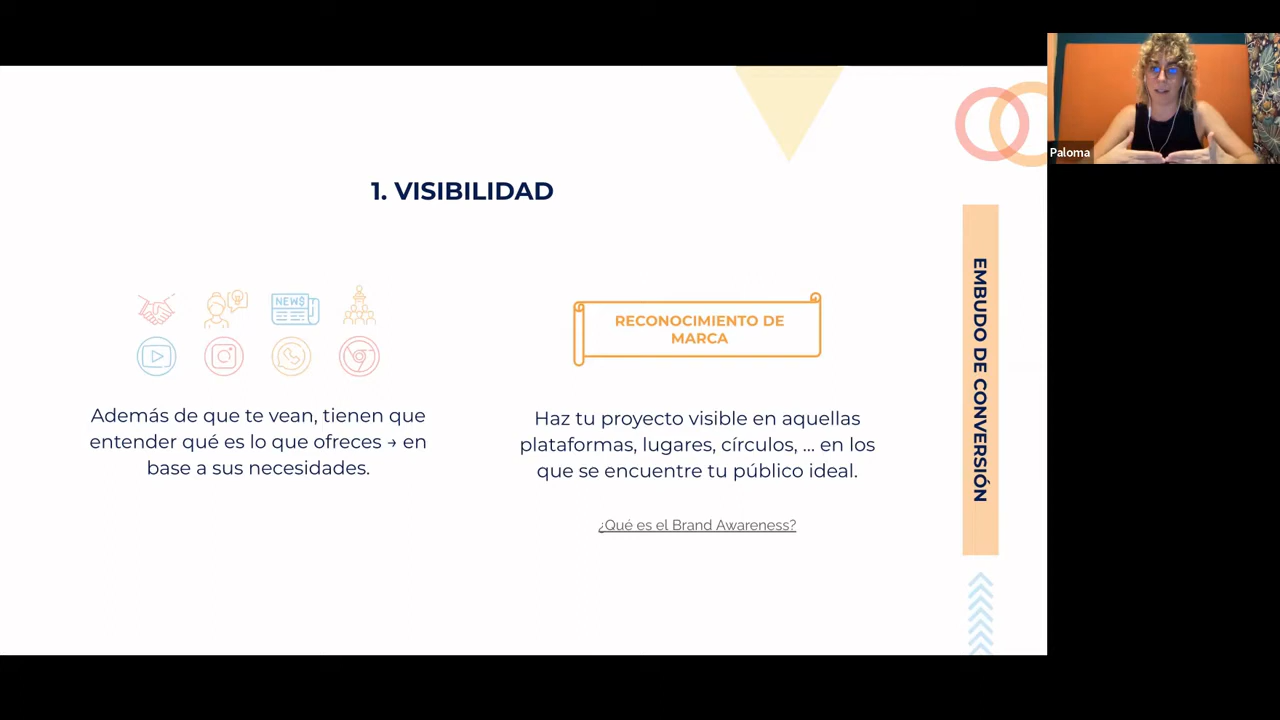 Paloma
1. VISIBILIDAD
NEWS
Además de que te vean, tienen que
entender qué es lo que ofreces → en
base a sus necesidades.
RECONOCIMIENTO DE
MARCA
Haz tu proyecto visible en aquellas
plataformas, lugares, círculos, ... en los
que se encuentre tu público ideal.
¿Qué es el Brand Awareness?
EMBUDO DE CONVERSIÓN